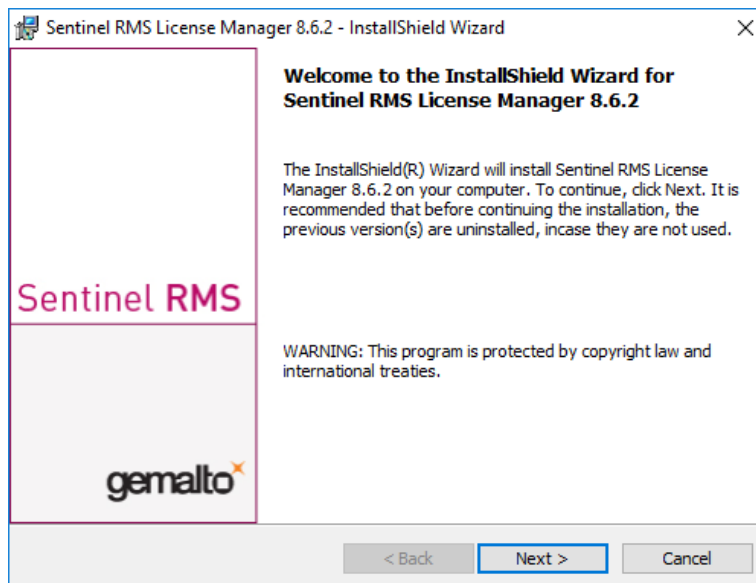 Sentinel RMS License Manager 8.6.2 - InstallShield Wizard
Welcome to the InstallShield Wizard for
Sentinel RMS License Manager 8.6.2
The InstallShield(R) Wizard will install Sentinel RMS License
Manager 8.6.2 on your computer. To continue, click Next. It is
recommended that before continuing the installation, the
previous version(s) are uninstalled, incase they are not used.
Sentinel RMS
WARNING: This program is protected by copyright law and
international treaties.
gemalto
< Back Next > Cancel